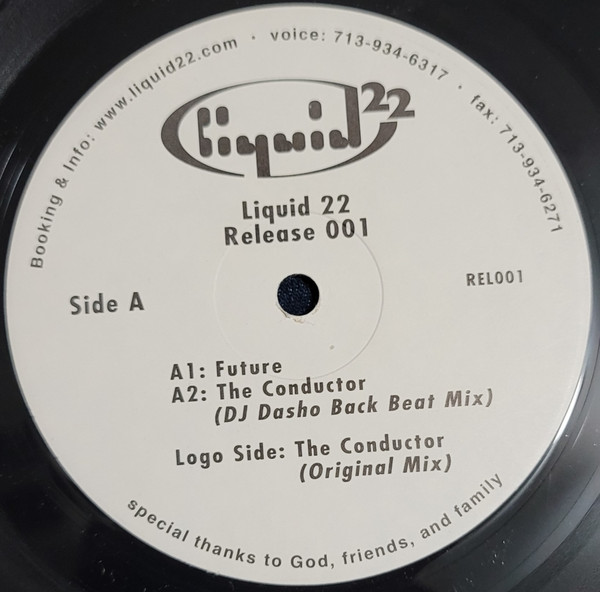 Booking & Info: www.liquid22.com • voice: 713-934-6317 • fax: 713-934-6271
liquid 22
Liquid 22
Release 001
Side A
REL001
A1: Future
A2: The Conductor
(DJ Dasho Back Beat Mix)
Logo Side: The Conductor
(Original Mix)
special thanks to God, friends, and family